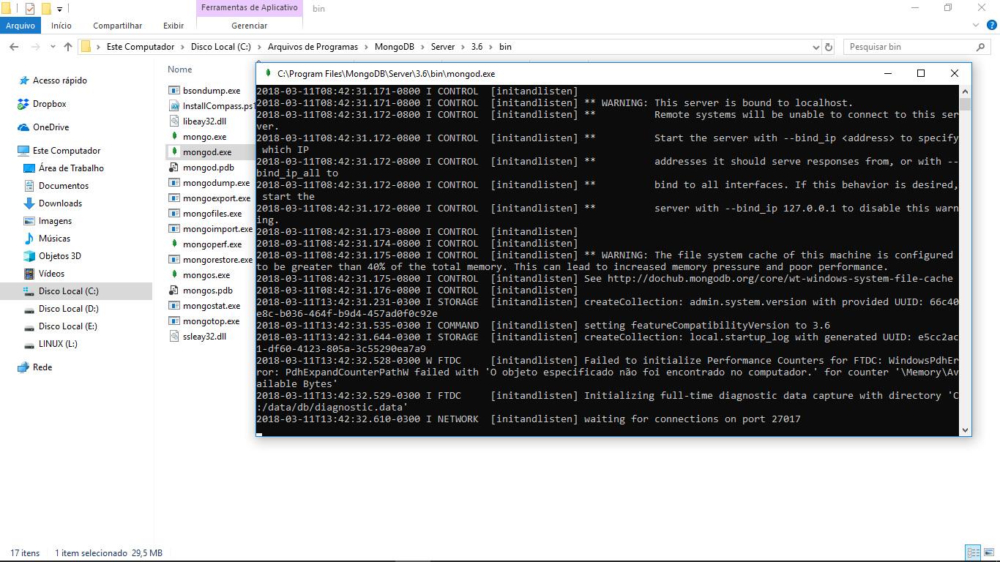 Ferramentas de Aplicativo
bin
Arquivo
Início
Compartilhar
Exibir
Gerenciar
Este Computador
Disco Local (C:)
Arquivos de Programas
MongoDB
Server
3.6
bin
Pesquisar bin
Acesso rápido
Dropbox
OneDrive
Este Computador
Área de Trabalho
Documentos
Downloads
Imagens
Músicas
Objetos 3D
Vídeos
Disco Local (C:)
Disco Local (D:)
Disco Local (E:)
LINUX (L:)
Rede
Nome
bsondump.exe
InstallCompass.ps1
libeay32.dll
mongo.exe
mongod.exe
mongod.pdb
mongodump.exe
mongoexport.exe
mongofiles.exe
mongoimport.exe
mongoperf.exe
mongorestore.exe
mongos.exe
mongos.pdb
mongostat.exe
mongotop.exe
ssleay32.dll
C:\Program Files\MongoDB\Server\3.6\bin\mongod.exe
2018-03-11T08:42:31.171-0800 I CONTROL  [initandlisten]
2018-03-11T08:42:31.171-0800 I CONTROL  [initandlisten] ** WARNING: This server is bound to localhost.
2018-03-11T08:42:31.172-0800 I CONTROL  [initandlisten] **          Remote systems will be unable to connect to this ser
ver.
2018-03-11T08:42:31.172-0800 I CONTROL  [initandlisten] **          Start the server with --bind_ip <address> to specify
 which IP
2018-03-11T08:42:31.172-0800 I CONTROL  [initandlisten] **          addresses it should serve responses from, or with --
bind_ip_all to
2018-03-11T08:42:31.172-0800 I CONTROL  [initandlisten] **          bind to all interfaces. If this behavior is desired,
 start the
2018-03-11T08:42:31.172-0800 I CONTROL  [initandlisten] **          server with --bind_ip 127.0.0.1 to disable this warn
ing.
2018-03-11T08:42:31.173-0800 I CONTROL  [initandlisten]
2018-03-11T08:42:31.174-0800 I CONTROL  [initandlisten]
2018-03-11T08:42:31.175-0800 I CONTROL  [initandlisten] ** WARNING: The file system cache of this machine is configured
to be greater than 40% of the total memory. This can lead to increased memory pressure and poor performance.
2018-03-11T08:42:31.175-0800 I CONTROL  [initandlisten] See http://dochub.mongodb.org/core/wt-windows-system-file-cache
2018-03-11T08:42:31.176-0800 I CONTROL  [initandlisten]
2018-03-11T13:42:31.231-0300 I STORAGE  [initandlisten] createCollection: admin.system.version with provided UUID: 66c40
e8c-b036-464f-b9d4-457ad0f0c92e
2018-03-11T13:42:31.535-0300 I COMMAND  [initandlisten] setting featureCompatibilityVersion to 3.6
2018-03-11T13:42:31.644-0300 I STORAGE  [initandlisten] createCollection: local.startup_log with generated UUID: e5cc2ac
1-df60-4123-805a-3c55290ea7a9
2018-03-11T13:42:32.528-0300 W FTDC     [initandlisten] Failed to initialize Performance Counters for FTDC: WindowsPdhEr
ror: PdhExpandCounterPathW failed with 'O objeto especificado não foi encontrado no computador.' for counter '\Memory\Av
ailable Bytes'
2018-03-11T13:42:32.529-0300 I FTDC     [initandlisten] Initializing full-time diagnostic data capture with directory 'C
:/data/db/diagnostic.data'
2018-03-11T13:42:32.610-0300 I NETWORK  [initandlisten] waiting for connections on port 27017
17 itens
1 item selecionado 29,5 MB